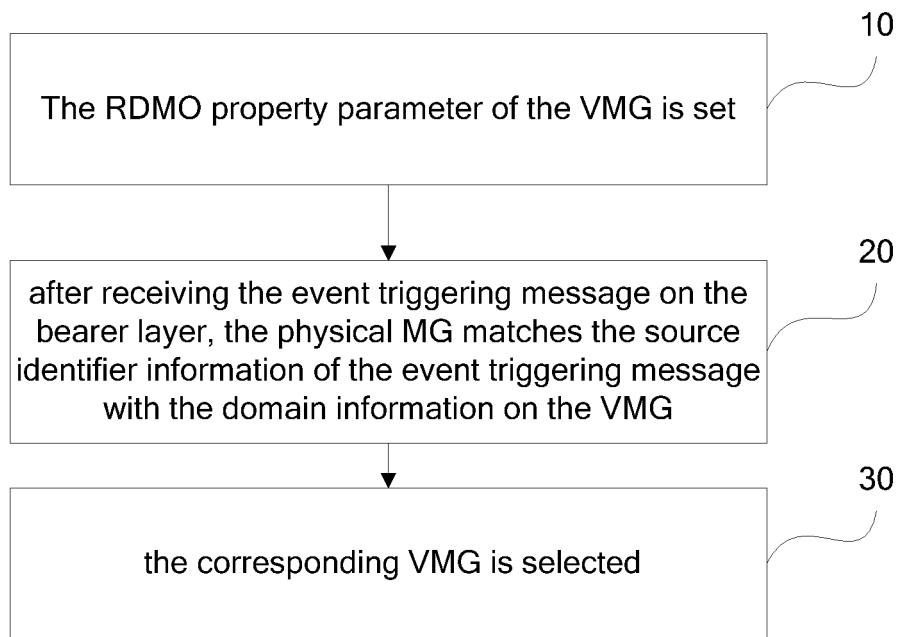 10
The RDMO property parameter of the VMG is set
20
after receiving the event triggering message on the
bearer layer, the physical MG matches the source
identifier information of the event triggering message
with the domain information on the VMG
30
the corresponding VMG is selected